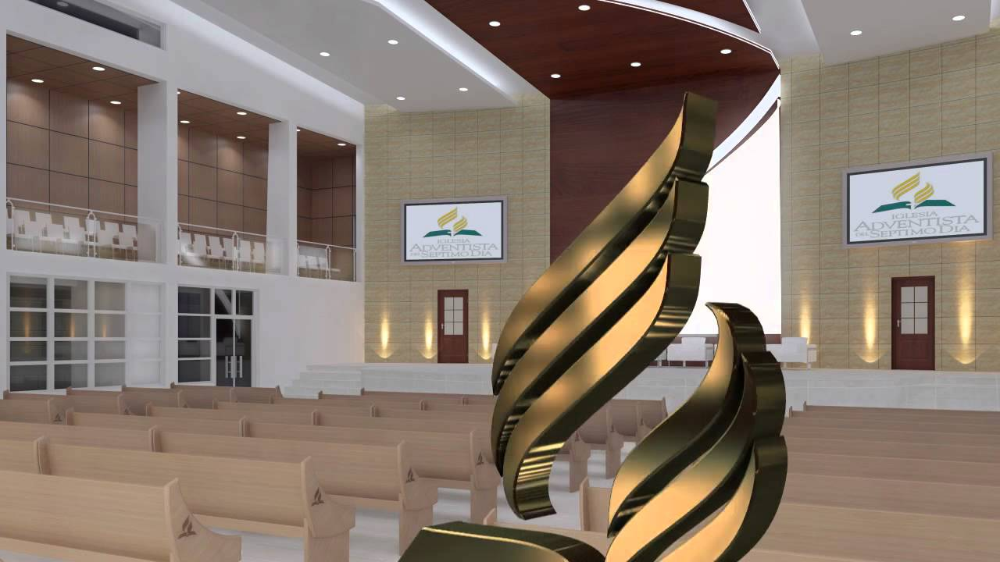 IGLESIA
ADVENTISTA
DEL SEPTIMO DIA
IGLESIA
ADVENTISTA
DEL SEPTIMO DIA